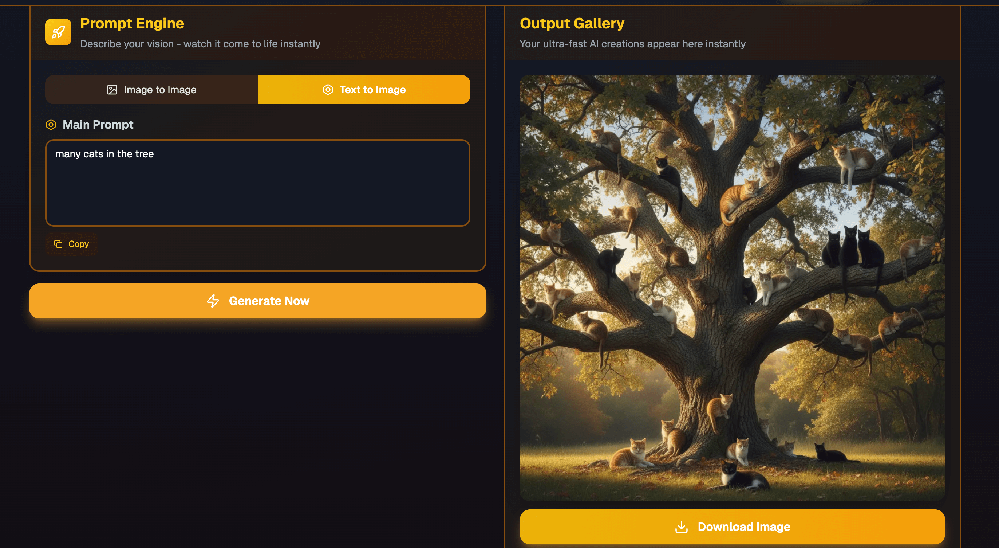 Prompt Engine
Describe your vision - watch it come to life instantly
Image to Image
Text to Image
Main Prompt
many cats in the tree
Copy
Generate Now
Output Gallery
Your ultra-fast AI creations appear here instantly
Download Image